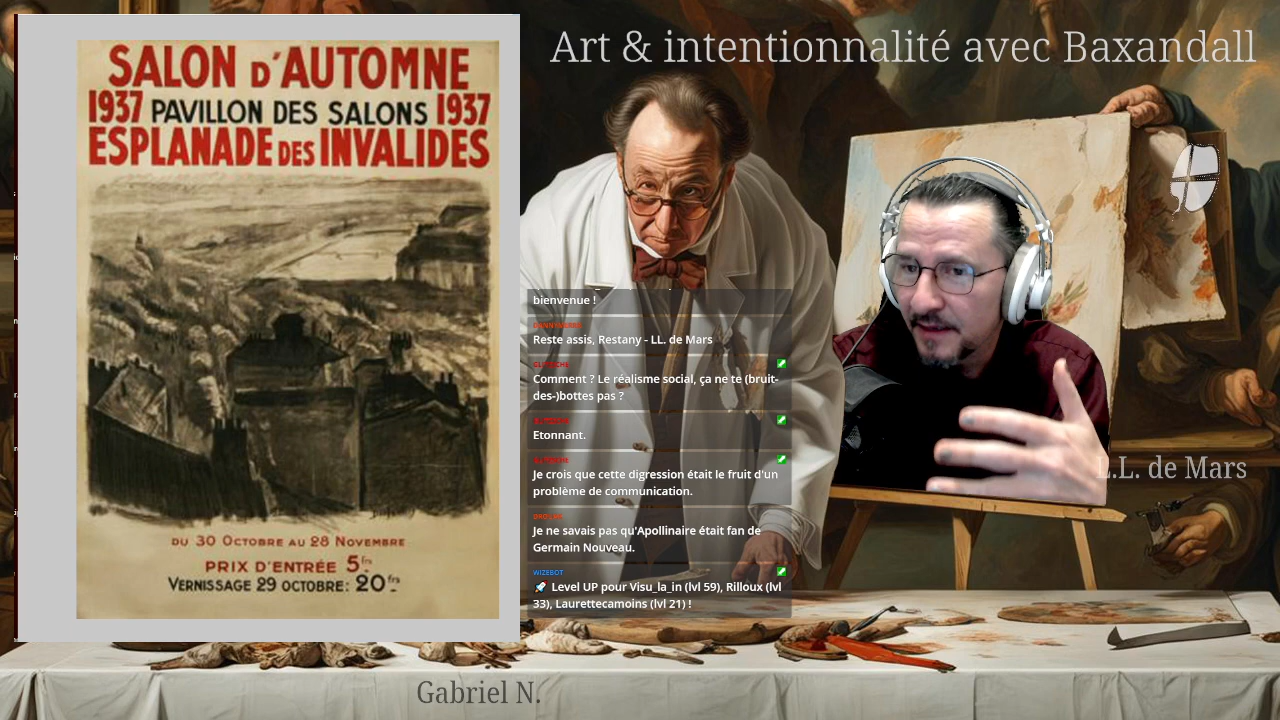 SALON D'AUTOMNE
1937 PAVILLON DES SALONS 1937
ESPLANADE DES INVALIDES
DU 30 OCTOBRE AU 28 NOVEMBRE
PRIX D'ENTRÉE 5frs
VERNISSAGE 29 OCTOBRE: 20frs
Art & intentionnalité avec Baxandall
bienvenue !
Reste assis, Restany - LL. de Mars
Comment ? Le réalisme social, ça ne te (bruit-
des-)bottes pas ?
Etonnant.
Je crois que cette digression était le fruit d'un
problème de communication.
Je ne savais pas qu'Apollinaire était fan de
Germain Nouveau.
WIZEBOT
🚀 Level UP pour Visu_la_in (lvl 59), Rilloux (lvl
33), Laurettecamoins (lvl 21) !
L.L. de Mars
Gabriel N.